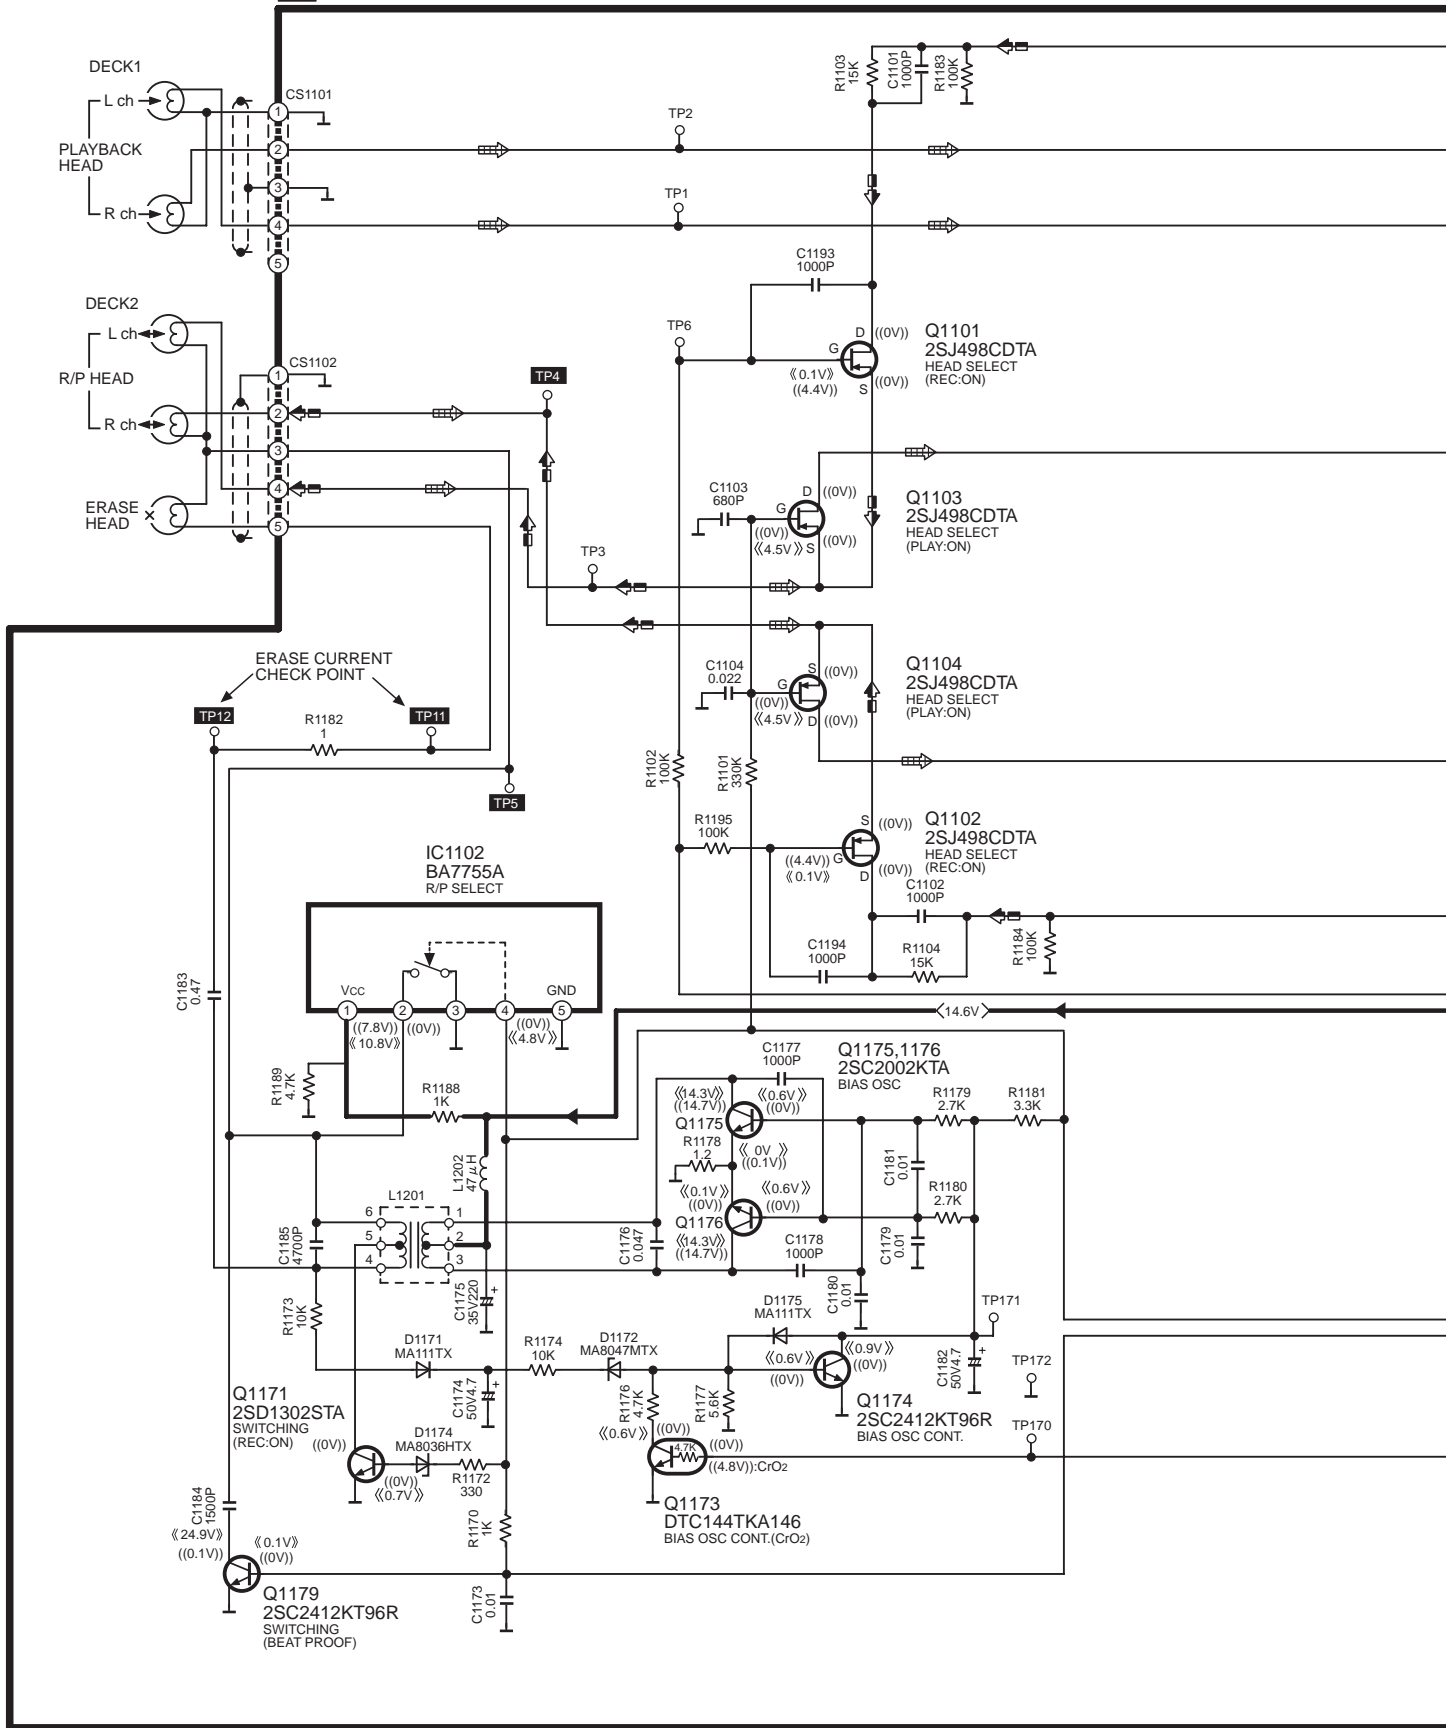 DECK1
L ch
PLAYBACK
HEAD
R ch
CS1101
1
2
3
4
5
TP2
TP1
R1103
15K
C1101
1000P
R1183
100K
C1193
1000P
DECK2
L ch
R/P HEAD
R ch
ERASE
HEAD
CS1102
1
2
3
4
5
TP4
TP6
TP3
D ((0V))
G
《0.1V》
((4.4V))
S ((0V))
Q1101
2SJ498CDTA
HEAD SELECT
(REC:ON)
C1103
680P
D ((0V))
G
((0V))
《4.5V》 S ((0V))
Q1103
2SJ498CDTA
HEAD SELECT
(PLAY:ON)
C1104
0.022
S ((0V))
G
((0V))
《4.5V》 D ((0V))
Q1104
2SJ498CDTA
HEAD SELECT
(PLAY:ON)
ERASE CURRENT
CHECK POINT
TP12
R1182
1
TP11
TP5
R1102
100K
R1101
330K
R1195
100K
S ((0V))
((4.4V)) G
《0.1V》
D ((0V))
Q1102
2SJ498CDTA
HEAD SELECT
(REC:ON)
C1102
1000P
C1194
1000P
R1104
15K
R1184
100K
IC1102
BA7755A
R/P SELECT
VCC
GND
1
2
3
4
5
((7.8V))
《10.8V》
((0V))
((0V))
《4.8V》
C1183
0.47
14.6V
R1189
4.7K
R1188
1K
L1202
47μH
C1177
1000P
Q1175,1176
2SC2002KTA
BIAS OSC
《14.3V》
((14.7V))
《0.6V》
((0V))
Q1175
R1178
1.2
《 0V 》
((0.1V))
《0.1V》
((0V))
《0.6V》
((0V))
Q1176
《14.3V》
((14.7V))
C1178
1000P
C1176
0.047
R1179
2.7K
R1181
3.3K
C1181
0.01
R1180
2.7K
C1179
0.01
C1180
0.01
L1201
6
5
4
1
2
3
C1185
4700P
C1175
35V220
+
R1173
10K
D1171
MA111TX
C1174
50V4.7
+
R1174
10K
D1172
MA8047MTX
D1175
MA111TX
R1176
4.7K
R1177
5.6K
《0.6V》
((0V))
《0.9V》
((0V))
Q1174
2SC2412KT96R
BIAS OSC CONT.
C1182
50V4.7
+
TP171
TP172
TP170
Q1171
2SD1302STA
SWITCHING
(REC:ON)
((0V))
D1174
MA8036HTX
((0V))
《0.7V》
R1172
330
《0.6V》
((0V))
4.7K
((0V))
((4.8V)):CrO2
Q1173
DTC144TKA146
BIAS OSC CONT.(CrO2)
C1184
1500P
《24.9V》
((0.1V))
《0.1V》
((0V))
Q1179
2SC2412KT96R
SWITCHING
(BEAT PROOF)
R1170
1K
C1173
0.01